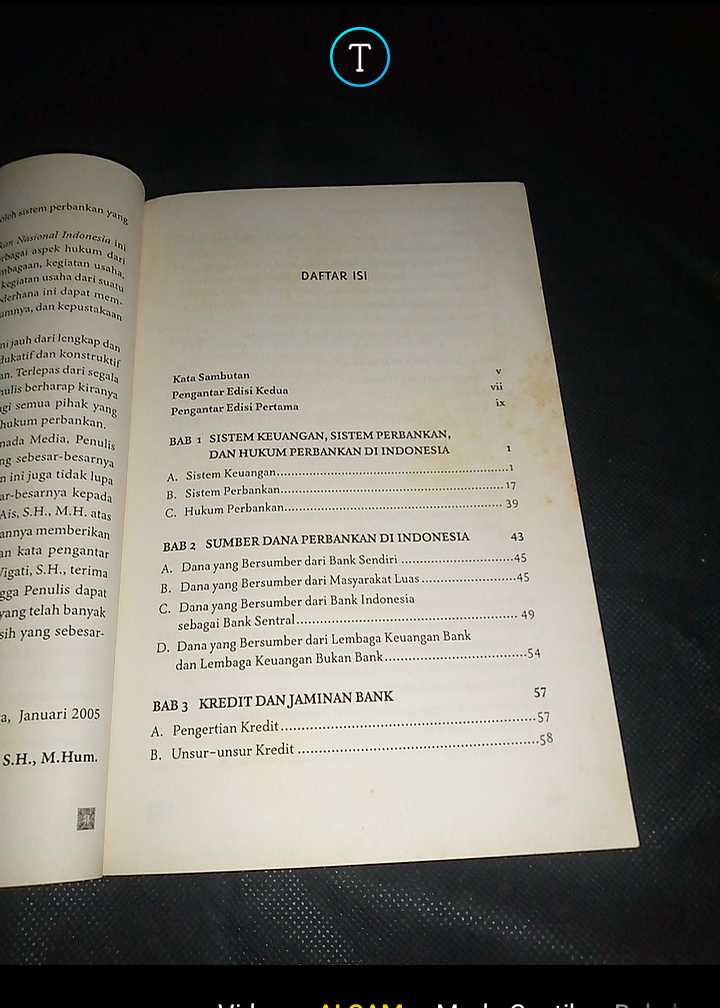 T
oleh sistem perbankan yang
Nasional Indonesia ini
aspek hukum dari
kegiatan usaha,
kegiatan usaha dari suatu
ini dapat mem-
dan kepustakaan
jauh dari lengkap dan
dan konstruktif
Terlepas dari segala
berharap kiranya
semua pihak yang
hukum perbankan.
Media, Penulis
sebesar-besarnya
ini juga tidak lupa
kepada
S.H., M.H. atas
memberikan
kata pengantar
S.H., terima
Penulis dapat
yang telah banyak
yang sebesar-
Januari 2005
S.H., M.Hum.
DAFTAR ISI
Kata Sambutan v
Pengantar Edisi Kedua vii
Pengantar Edisi Pertama ix
BAB 1 SISTEM KEUANGAN, SISTEM PERBANKAN,
DAN HUKUM PERBANKAN DI INDONESIA 1
A. Sistem Keuangan 1
B. Sistem Perbankan 17
C. Hukum Perbankan 39
BAB 2 SUMBER DANA PERBANKAN DI INDONESIA 43
A. Dana yang Bersumber dari Bank Sendiri 45
B. Dana yang Bersumber dari Masyarakat Luas 45
C. Dana yang Bersumber dari Bank Indonesia
sebagai Bank Sentral 49
D. Dana yang Bersumber dari Lembaga Keuangan Bank
dan Lembaga Keuangan Bukan Bank 54
BAB 3 KREDIT DAN JAMINAN BANK 57
A. Pengertian Kredit 57
B. Unsur-unsur Kredit 58